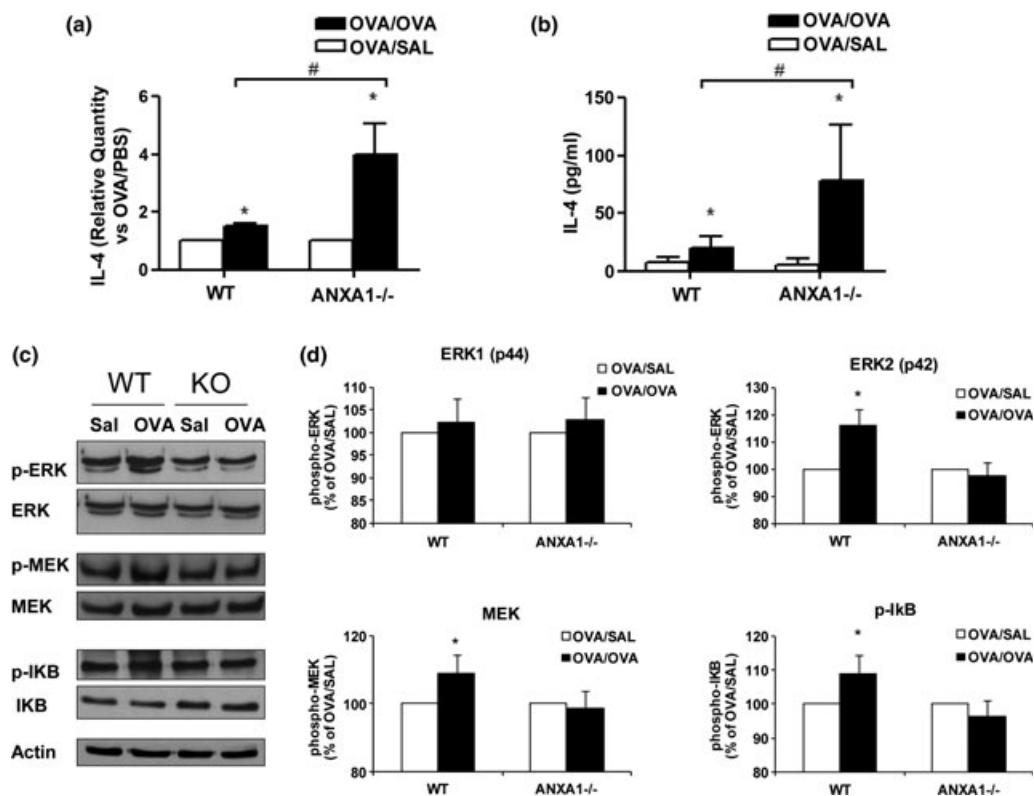 (a)
OVA/OVA
OVA/SAL
#
*
*
IL-4 (Relative Quantity
vs OVA/PBS)
6
4
2
0
WT
ANXA1-/-
(b)
OVA/OVA
OVA/SAL
#
*
*
IL-4 (pg/ml)
150
100
50
0
WT
ANXA1-/-
(c)
WT KO
Sal OVA Sal OVA
p-ERK
ERK
p-MEK
MEK
p-IKB
IKB
Actin
(d)
ERK1 (p44)
OVA/SAL
OVA/OVA
phospho-ERK
(% of OVA/SAL)
110
105
100
95
90
85
80
WT
ANXA1-/-
ERK2 (p42)
OVA/SAL
OVA/OVA
*
phospho-ERK
(% of OVA/SAL)
130
120
110
100
90
80
WT
ANXA1-/-
MEK
OVA/SAL
OVA/OVA
*
phospho-MEK
(% of OVA/SAL)
120
100
80
WT
ANXA1-/-
p-IkB
OVA/SAL
OVA/OVA
*
phospho-IKB
(% of OVA/SAL)
120
100
80
WT
ANXA1-/-